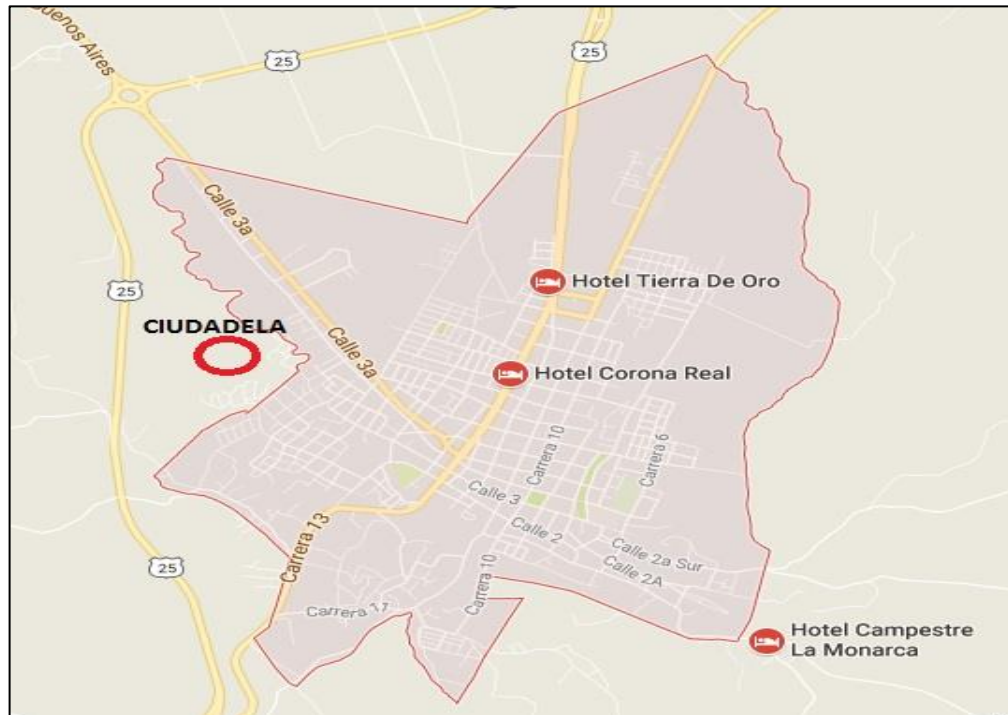 Buenos Aires
25
25
Calle 3a
Hotel Tierra De Oro
25
CIUDADELA
Calle 3a
Hotel Corona Real
Carrera 10
Carrera 6
Calle 3
Calle 2
Carrera 13
Calle 2a Sur
Calle 2A
25
Carrera 10
Carrera 11
Hotel Campestre
La Monarca